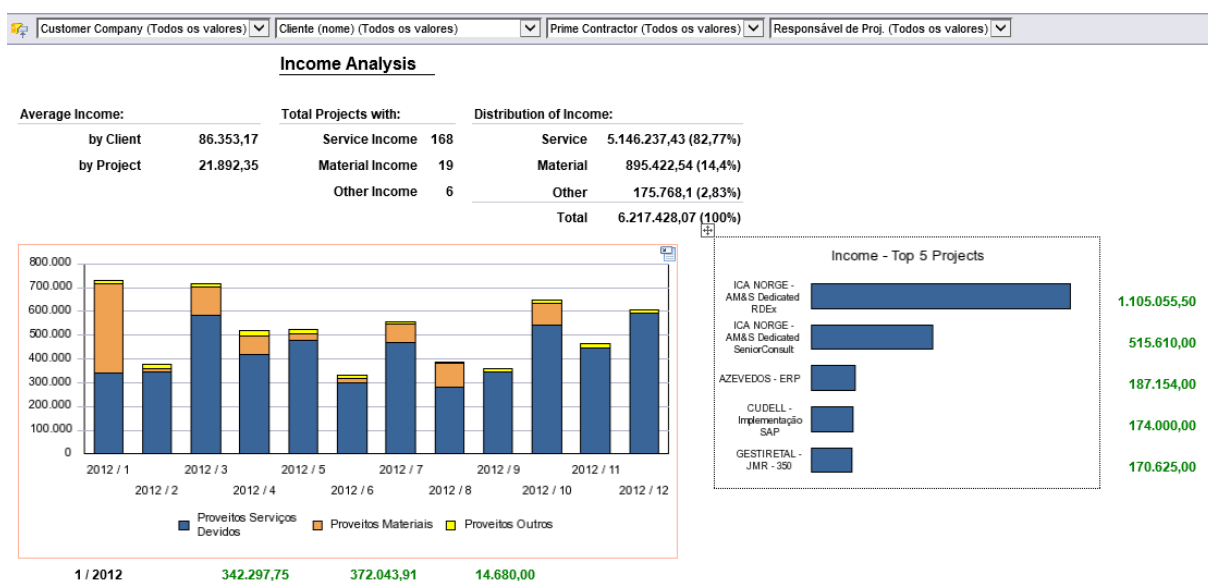 Customer Company (Todos os valores) Cliente (nome) (Todos os valores) Prime Contractor (Todos os valores) Responsável de Proj. (Todos os valores)
Income Analysis
Average Income: Total Projects with: Distribution of Income:
by Client 86.353,17 Service Income 168 Service 5.146.237,43 (82,77%)
by Project 21.892,35 Material Income 19 Material 895.422,54 (14,4%)
Other Income 6 Other 175.768,1 (2,83%)
Total 6.217.428,07 (100%)
800.000
700.000
600.000
500.000
400.000
300.000
200.000
100.000
0
2012 / 1 2012 / 3 2012 / 5 2012 / 7 2012 / 9 2012 / 11
2012 / 2 2012 / 4 2012 / 6 2012 / 8 2012 / 10 2012 / 12
Proveitos Serviços
Devidos
Proveitos Materiais
Proveitos Outros
Income - Top 5 Projects
ICA NORGE -
AM&S Dedicated
RDEx
1.105.055,50
ICA NORGE -
AM&S Dedicated
SeniorConsult
515.610,00
AZEVEDOS - ERP
187.154,00
CUDELL -
Implementação
SAP
174.000,00
GESTIRETAL -
JMR - 350
170.625,00
1 / 2012 342.297,75 372.043,91 14.680,00